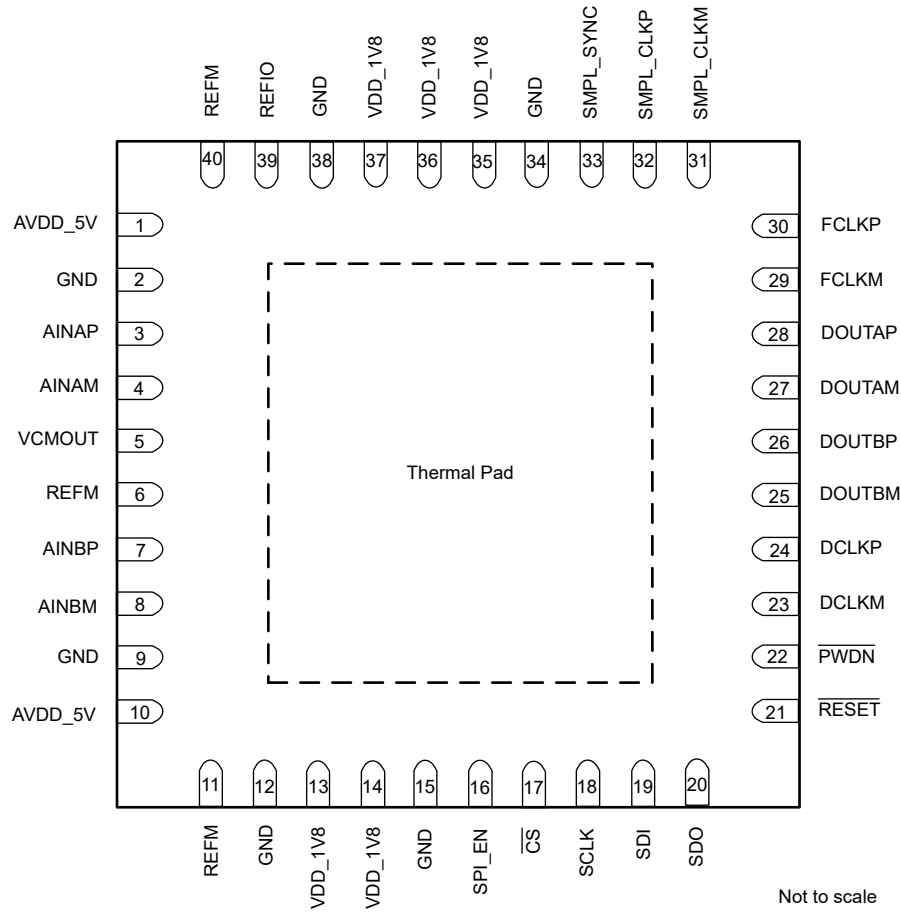 REFM
REFIO
GND
VDD_1V8
VDD_1V8
VDD_1V8
GND
SMPL_SYNC
SMPL_CLKP
SMPL_CLKM
40
39
38
37
36
35
34
33
32
31
AVDD_5V 1
30 FCLKP
GND 2
29 FCLKM
AINAP 3
28 DOUTAP
AINAM 4
27 DOUTAM
VCMOUT 5
26 DOUTBP
Thermal Pad
REFM 6
25 DOUTBM
AINBP 7
24 DCLKP
AINBM 8
23 DCLKM
GND 9
22 PWDN
AVDD_5V 10
21 RESET
11
12
13
14
15
16
17
18
19
20
REFM
GND
VDD_1V8
VDD_1V8
GND
SPI_EN
CS
SCLK
SDI
SDO
Not to scale